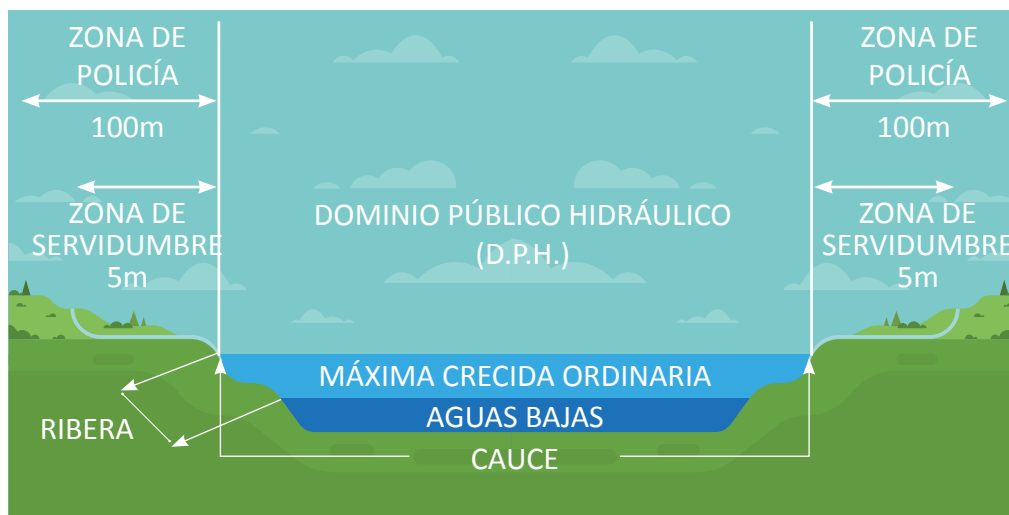 ZONA DE
POLICÍA
100m
ZONA DE
POLICÍA
100m
ZONA DE
SERVIDUMBRE
5m
DOMINIO PÚBLICO HIDRÁULICO
(D.P.H.)
ZONA DE
SERVIDUMBRE
5m
MÁXIMA CRECIDA ORDINARIA
AGUAS BAJAS
RIBERA
CAUCE